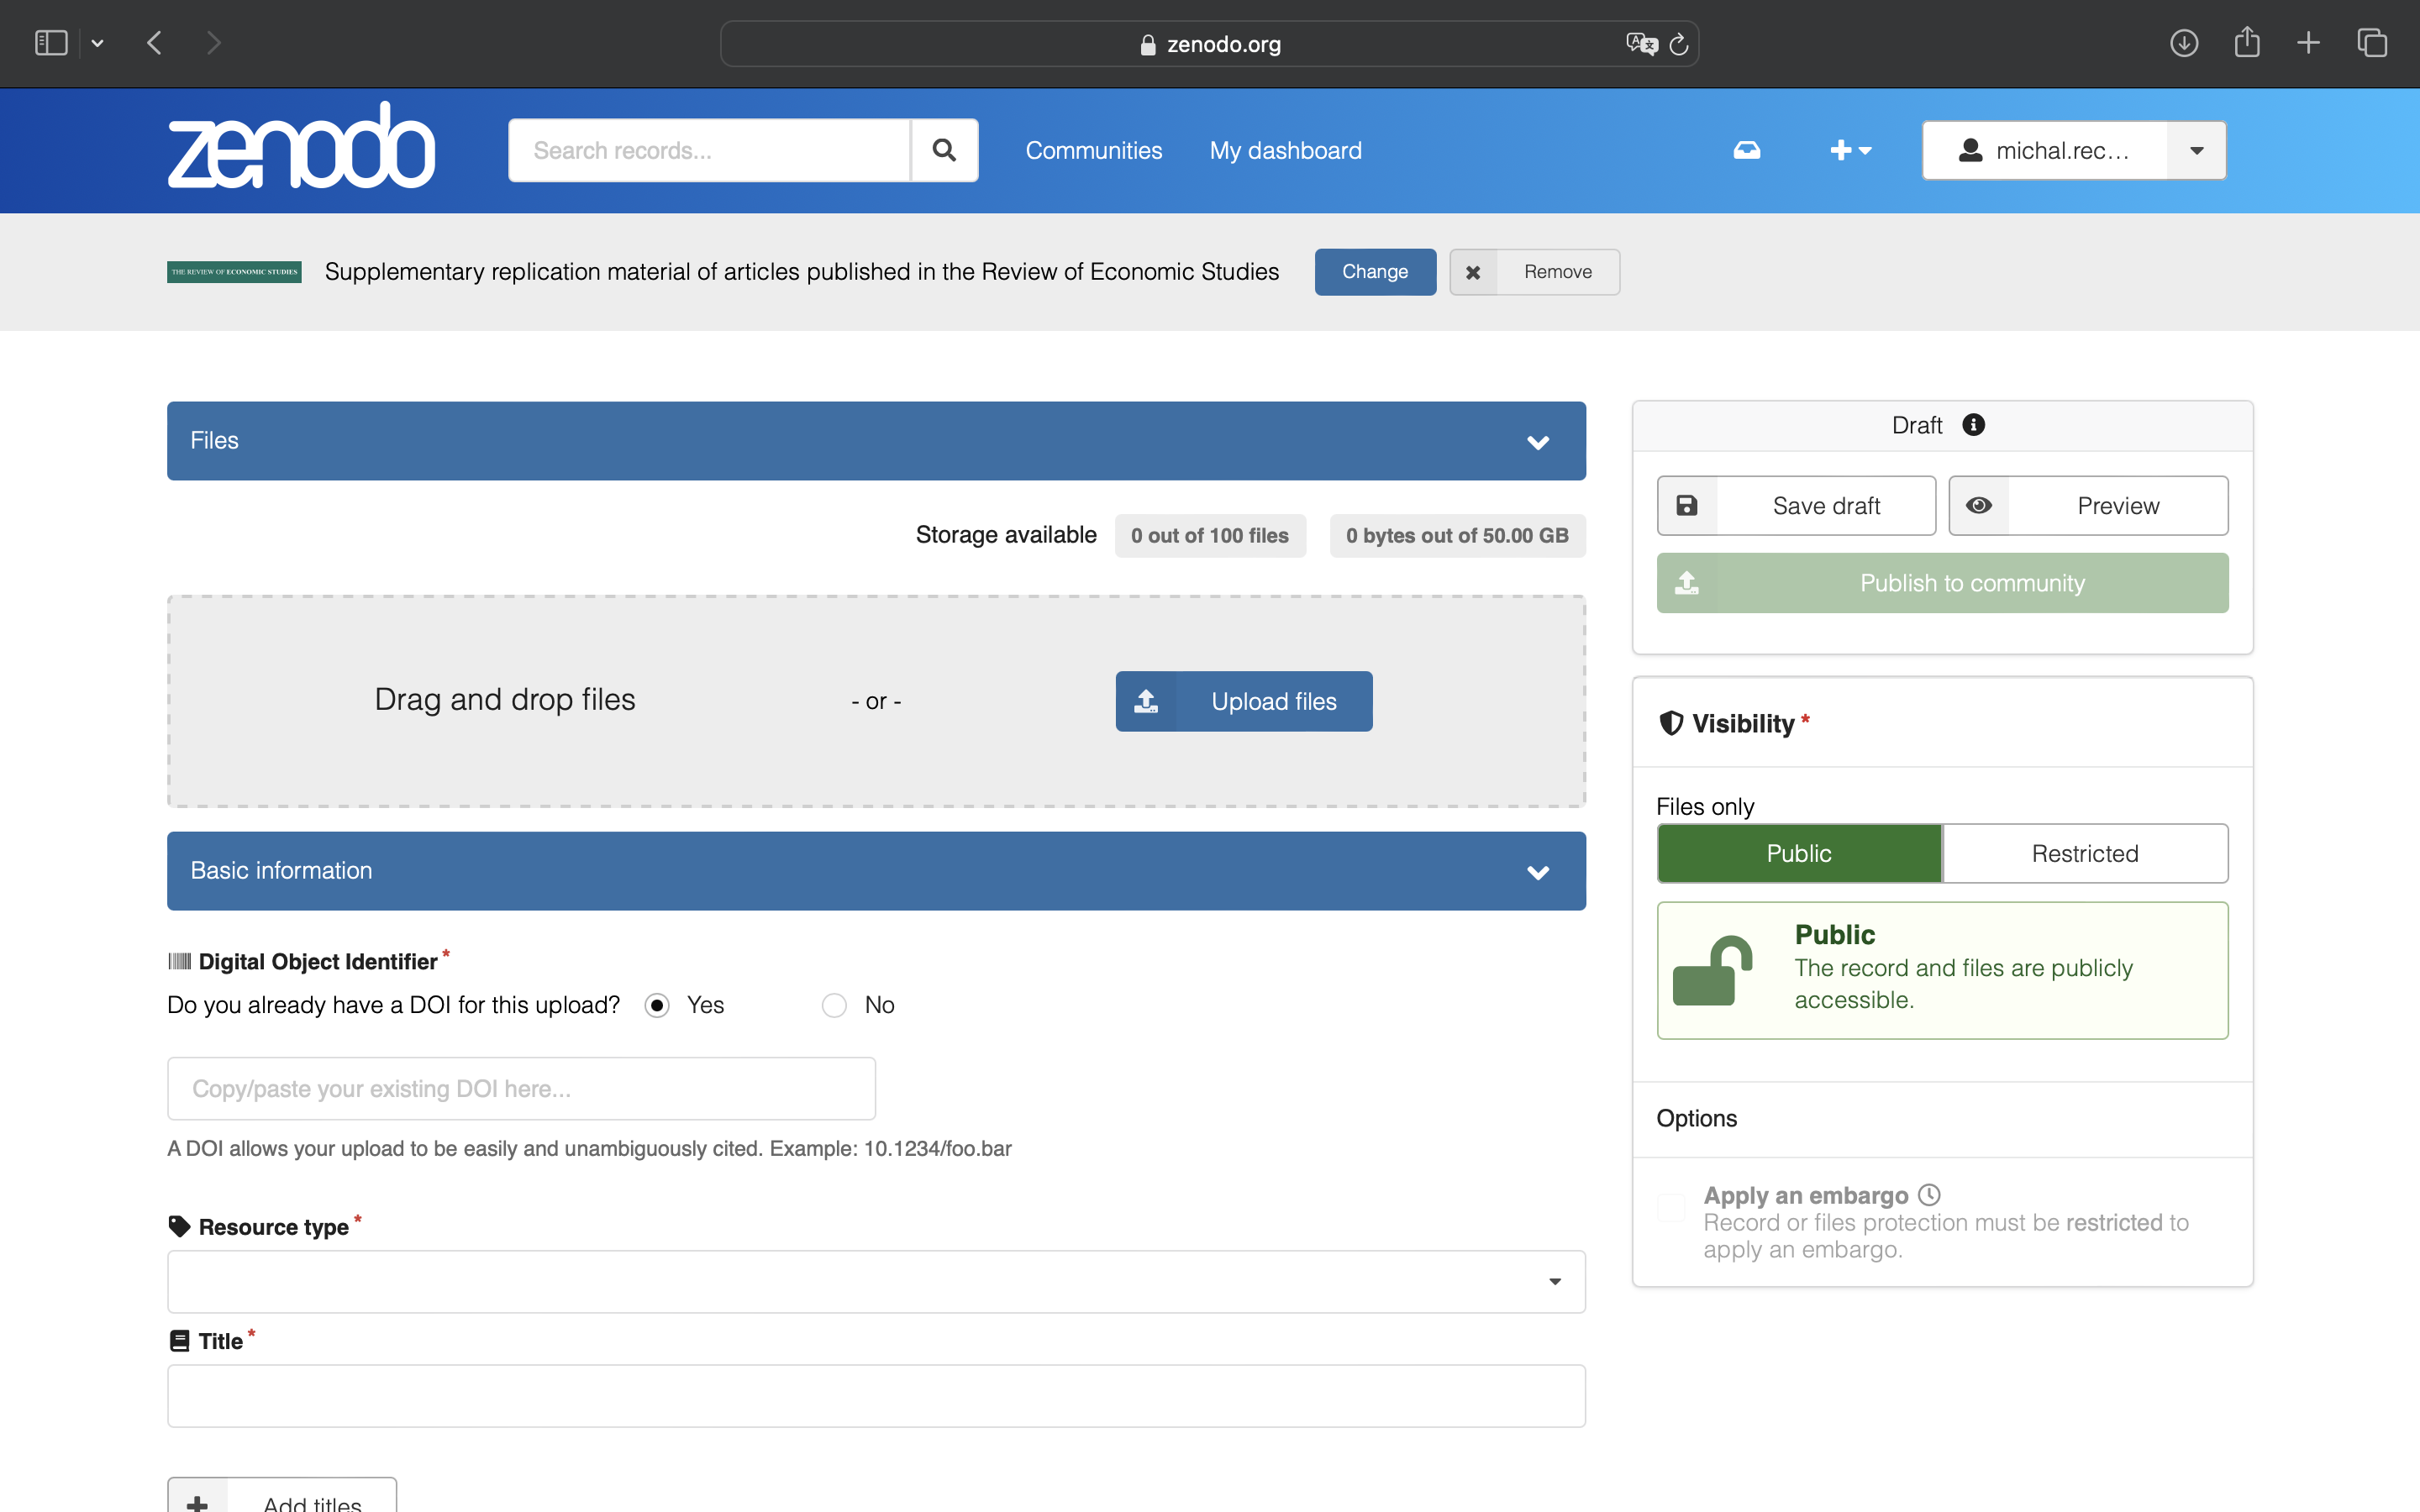 zenodo.org
zenodo
Search records...
Communities
My dashboard
michal.rec...
THE REVIEW OF ECONOMIC STUDIES
Supplementary replication material of articles published in the Review of Economic Studies
Change
Remove
Files
Storage available
0 out of 100 files
0 bytes out of 50.00 GB
Drag and drop files
- or -
Upload files
Basic information
Digital Object Identifier *
Do you already have a DOI for this upload?
Yes
No
Copy/paste your existing DOI here...
A DOI allows your upload to be easily and unambiguously cited. Example: 10.1234/foo.bar
Resource type *
Title *
Add titles
Draft
Save draft
Preview
Publish to community
Visibility *
Files only
Public
Restricted
Public
The record and files are publicly
accessible.
Options
Apply an embargo
Record or files protection must be restricted to
apply an embargo.